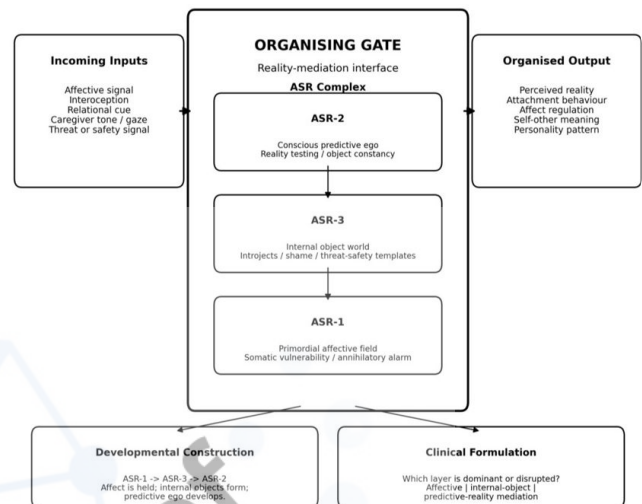 Incoming Inputs
Affective signal
Interoception
Relational cue
Caregiver tone / gaze
Threat or safety signal
ORGANISING GATE
Reality-mediation interface
ASR Complex
ASR-2
Conscious predictive ego
Reality testing / object constancy
ASR-3
Internal object world
Introjects / shame / threat-safety templates
ASR-1
Primordial affective field
Somatic vulnerability / annihilatory alarm
Organised Output
Perceived reality
Attachment behaviour
Affect regulation
Self-other meaning
Personality pattern
Developmental Construction
ASR-1 -> ASR-3 -> ASR-2
Affect is held; internal objects form;
predictive ego develops.
Clinical Formulation
Which layer is dominant or disrupted?
Affective | internal-object |
predictive-reality mediation